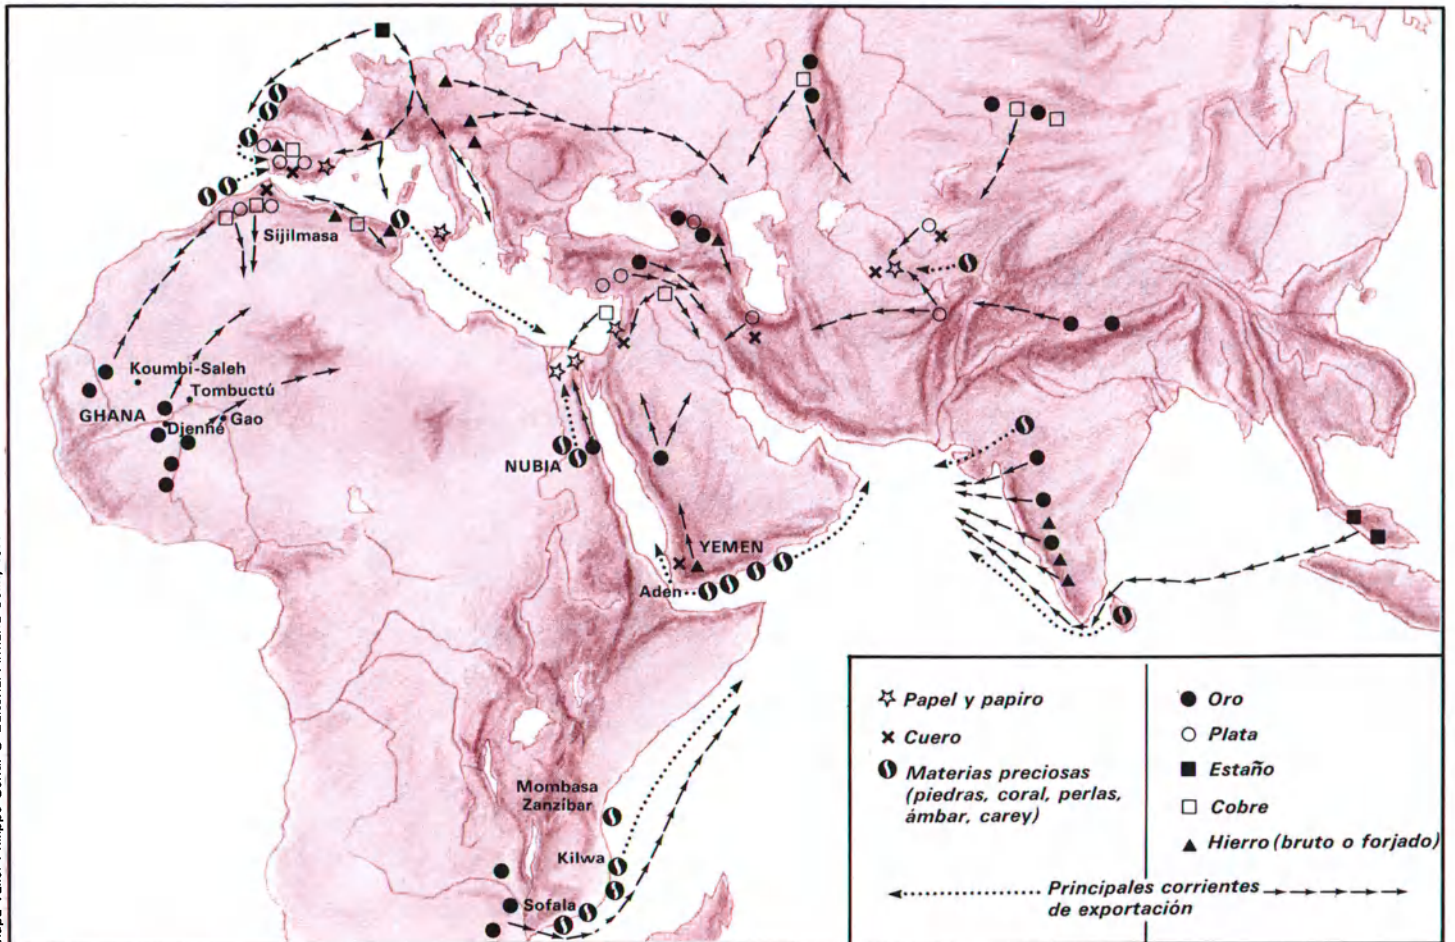 Sijilmasa
Koumbi-Saleh
Tombuctú
GHANA
Gao
Djenné
NUBIA
YEMEN
Aden
Mombasa
Zanzíbar
Kilwa
Sofala
Papel y papiro
Cuero
Materias preciosas
(piedras, coral, perlas,
ámbar, carey)
Oro
Plata
Estaño
Cobre
Hierro (bruto o forjado)
Principales corrientes
de exportación